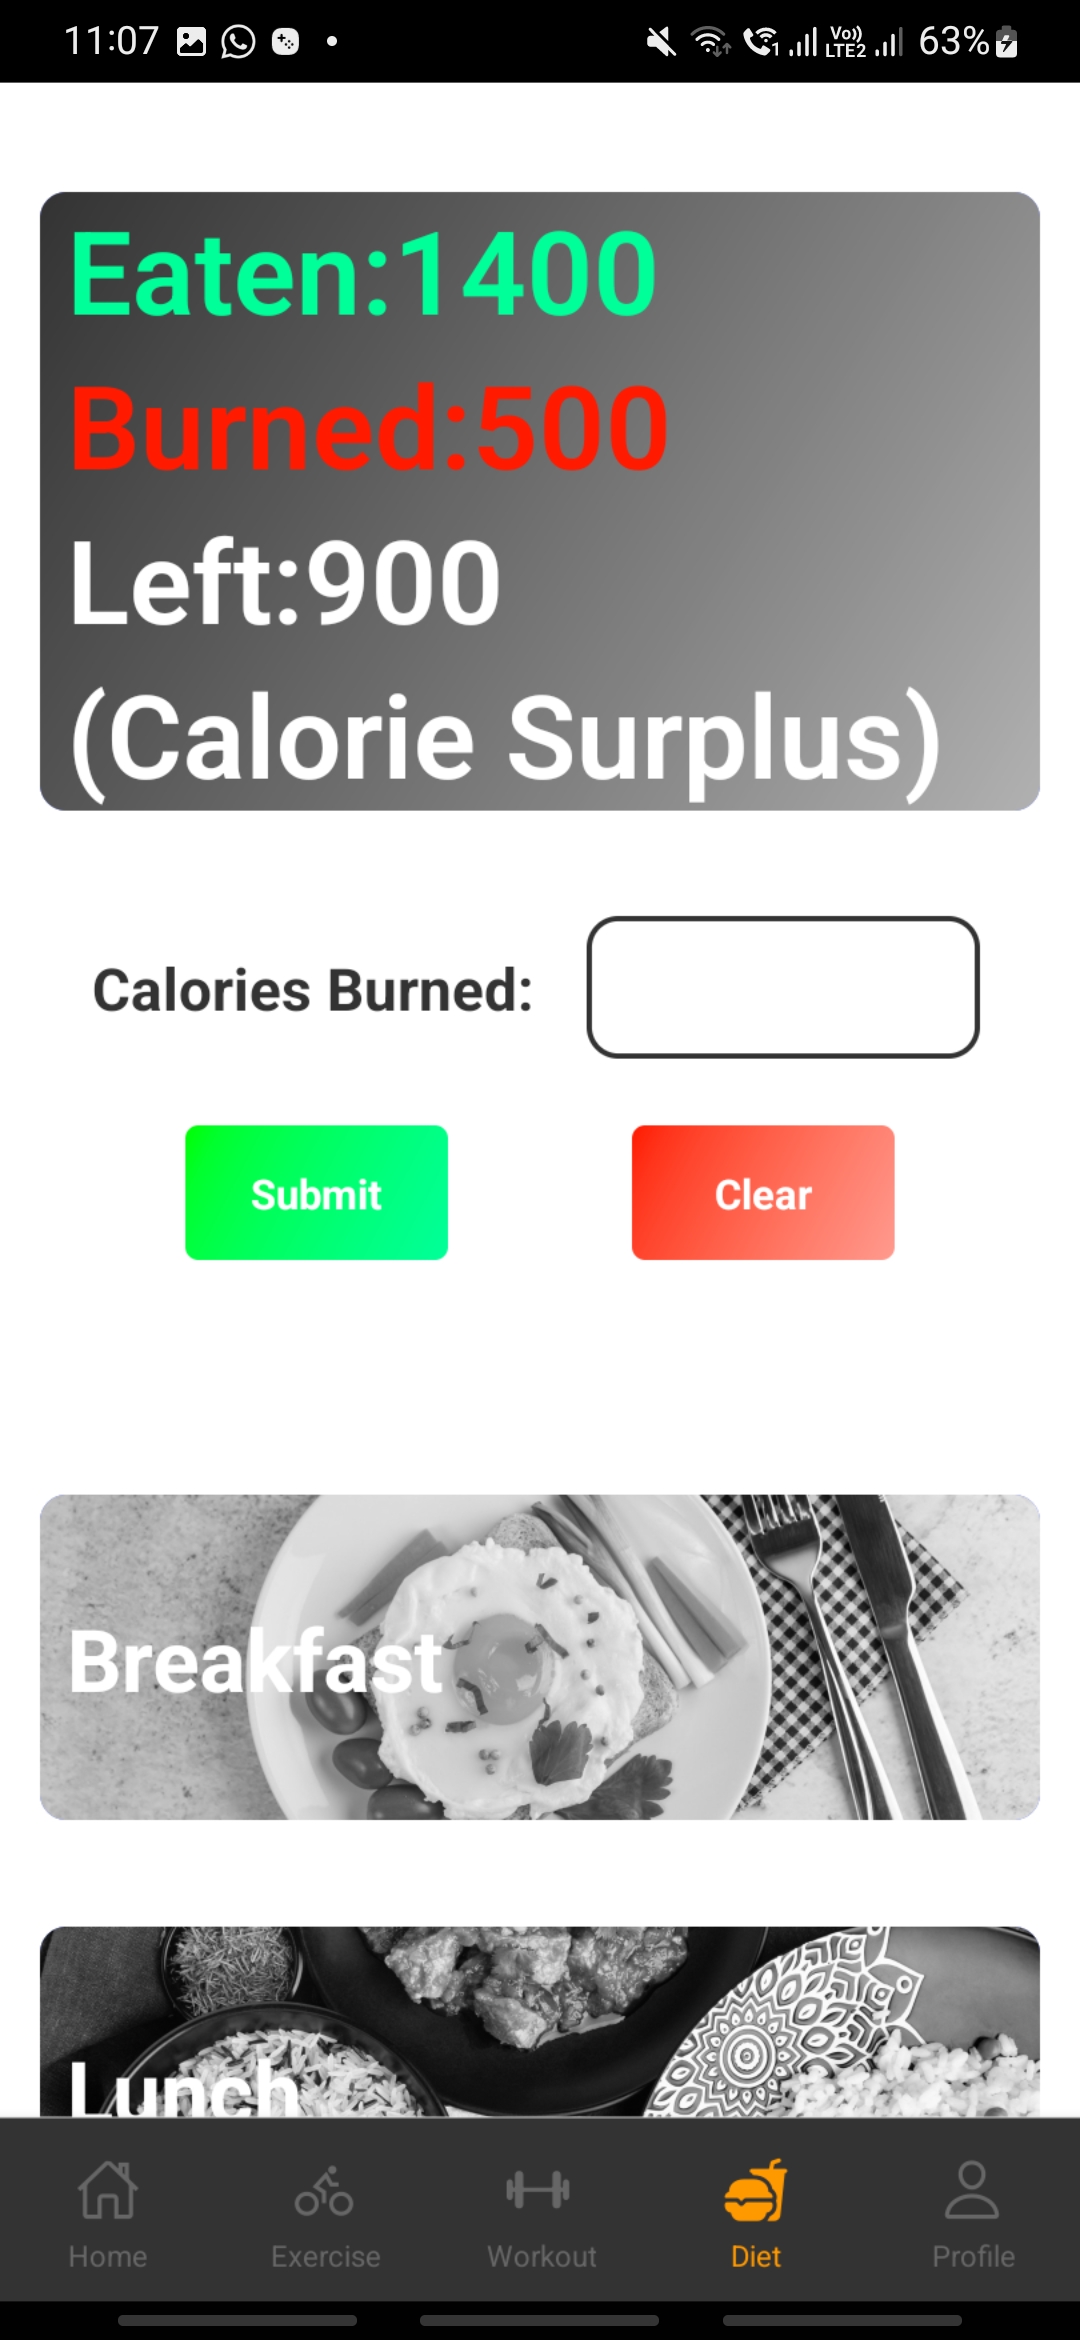 11:07
Vo)) LTE2
63%
Eaten:1400
Burned:500
Left:900
(Calorie Surplus)
Calories Burned:
Submit
Clear
Breakfast
Lunch
Home
Exercise
Workout
Diet
Profile